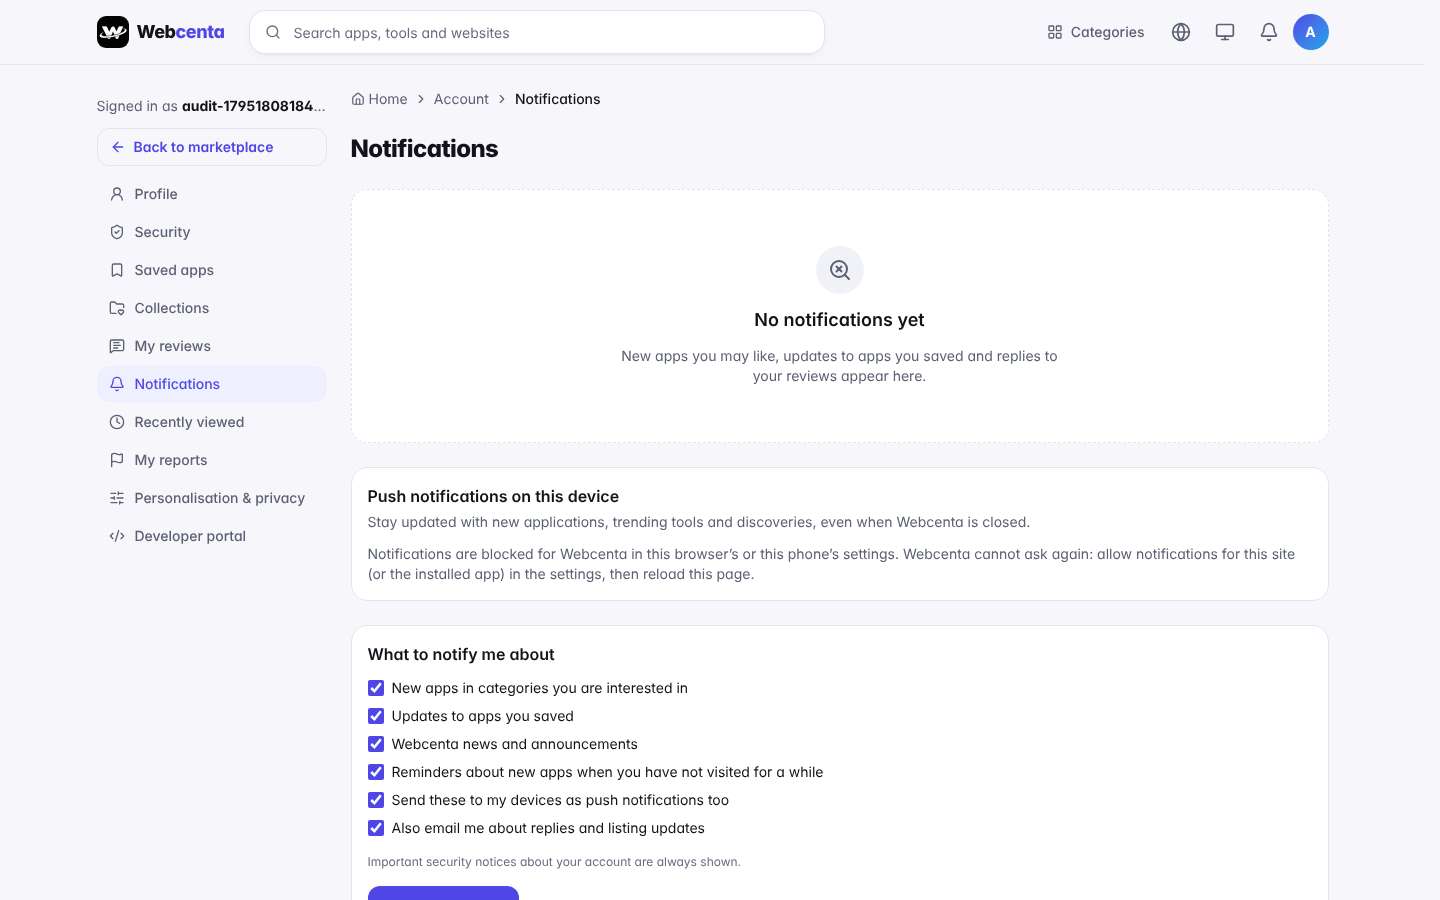 Webcenta
Search apps, tools and websites
Categories
A
Signed in as audit-17951808184...
Back to marketplace
Profile
Security
Saved apps
Collections
My reviews
Notifications
Recently viewed
My reports
Personalisation & privacy
Developer portal
Home > Account > Notifications
Notifications
No notifications yet
New apps you may like, updates to apps you saved and replies to
your reviews appear here.
Push notifications on this device
Stay updated with new applications, trending tools and discoveries, even when Webcenta is closed.
Notifications are blocked for Webcenta in this browser’s or this phone’s settings. Webcenta cannot ask again: allow notifications for this site
(or the installed app) in the settings, then reload this page.
What to notify me about
New apps in categories you are interested in
Updates to apps you saved
Webcenta news and announcements
Reminders about new apps when you have not visited for a while
Send these to my devices as push notifications too
Also email me about replies and listing updates
Important security notices about your account are always shown.